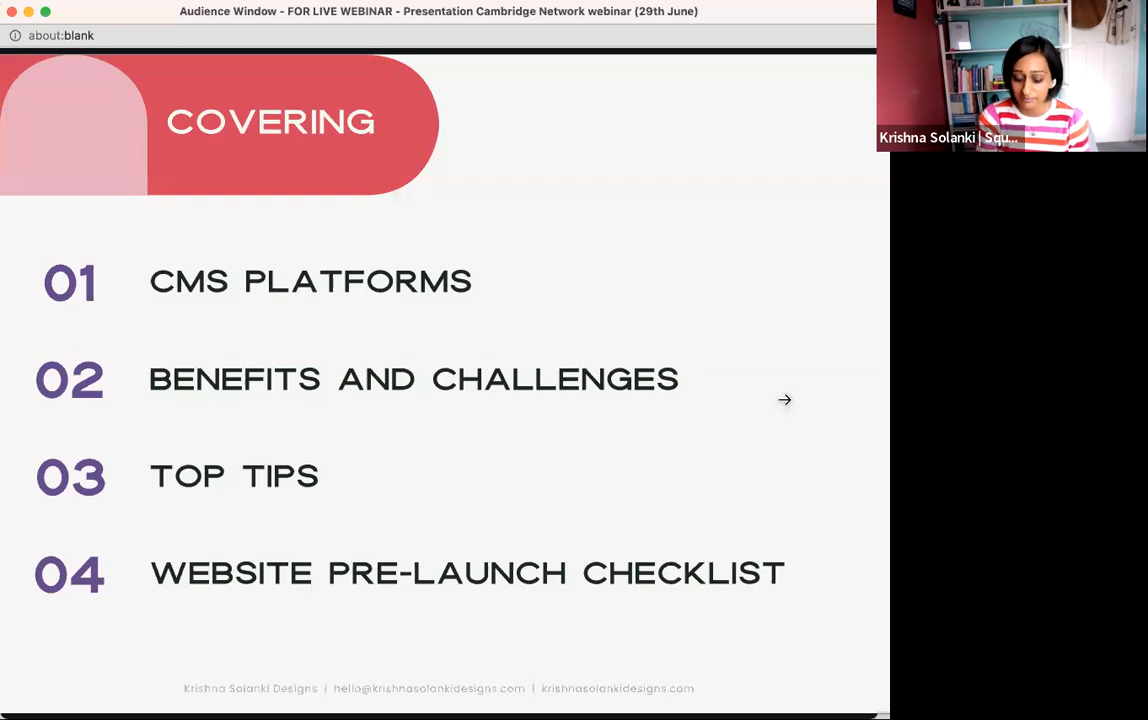 Audience Window - FOR LIVE WEBINAR - Presentation Cambridge Network webinar (29th June)
about:blank
COVERING
Krishna Solanki | Squ...
01 CMS PLATFORMS
02 BENEFITS AND CHALLENGES
03 TOP TIPS
04 WEBSITE PRE-LAUNCH CHECKLIST
Krishna Solanki Designs | hello@krishnasolankidesigns.com | krishnasolankidesigns.com